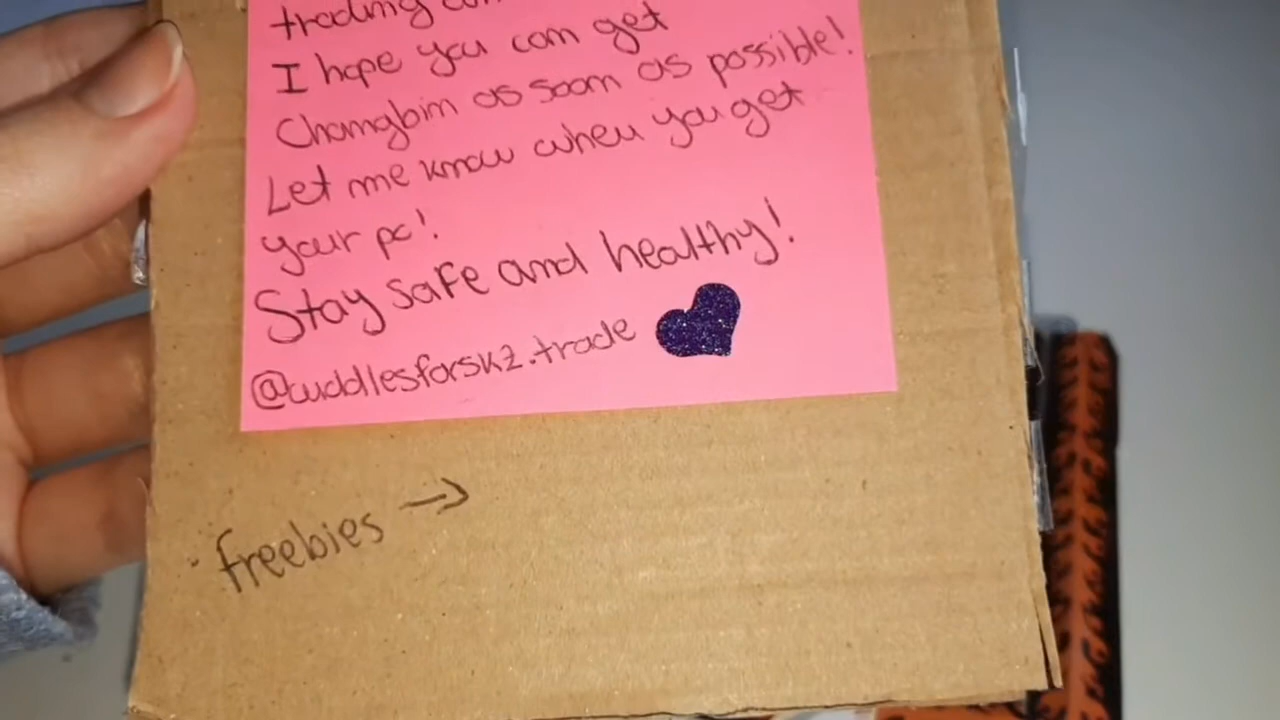 trading
I hope you can get
Changbin as soon as possible!
Let me know when you get
your pc!
Stay safe and healthy!
@cuddlesforskz.trade
freebies →